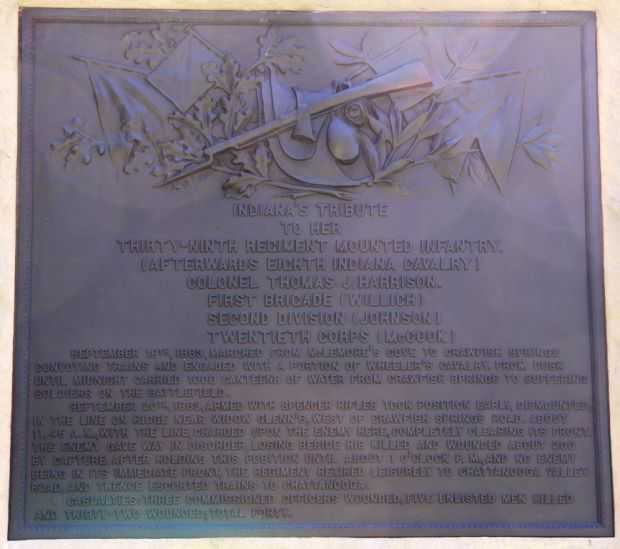 INDIANA'S TRIBUTE
TO HER
THIRTY-NINTH REGIMENT MOUNTED INFANTRY.
(AFTERWARDS EIGHTH INDIANA CAVALRY)
COLONEL THOMAS J. HARRISON.
FIRST BRIGADE (WILLICH)
SECOND DIVISION (JOHNSON)
TWENTIETH CORPS (McCOOK)
SEPTEMBER 19TH, 1863, MARCHED FROM McLEMORE'S COVE TO CRAWFISH SPRINGS
CONVOYING TRAINS AND ENGAGED WITH A PORTION OF WHEELER'S CAVALRY. FROM DUSK
UNTIL MIDNIGHT CARRIED 1000 CANTEENS OF WATER FROM CRAWFISH SPRINGS TO SUFFERING
SOLDIERS ON THE BATTLEFIELD.
SEPTEMBER 20TH, 1863, ARMED WITH SPENCER RIFLES TOOK POSITION EARLY, DISMOUNTED,
IN THE LINE ON RIDGE NEAR WIDOW GLENN'S, WEST OF CRAWFISH SPRINGS ROAD. ABOUT
11.45 A.M., WITH THE LINE, CHARGED UPON THE ENEMY HERE, COMPLETELY CLEARING ITS FRONT.
THE ENEMY GAVE WAY IN DISORDER, LOSING BESIDE HIS KILLED AND WOUNDED ABOUT 200
BY CAPTURE. AFTER HOLDING THIS POSITION UNTIL ABOUT 1 O'CLOCK P.M., AND NO ENEMY
BEING IN ITS IMMEDIATE FRONT, THE REGIMENT RETIRED LEISURELY TO CHATTANOOGA VALLEY
ROAD, AND THENCE ESCORTED TRAINS TO CHATTANOOGA.
CASUALTIES: THREE COMMISSIONED OFFICERS WOUNDED, FIVE ENLISTED MEN KILLED
AND THIRTY-TWO WOUNDED; TOTAL FORTY.